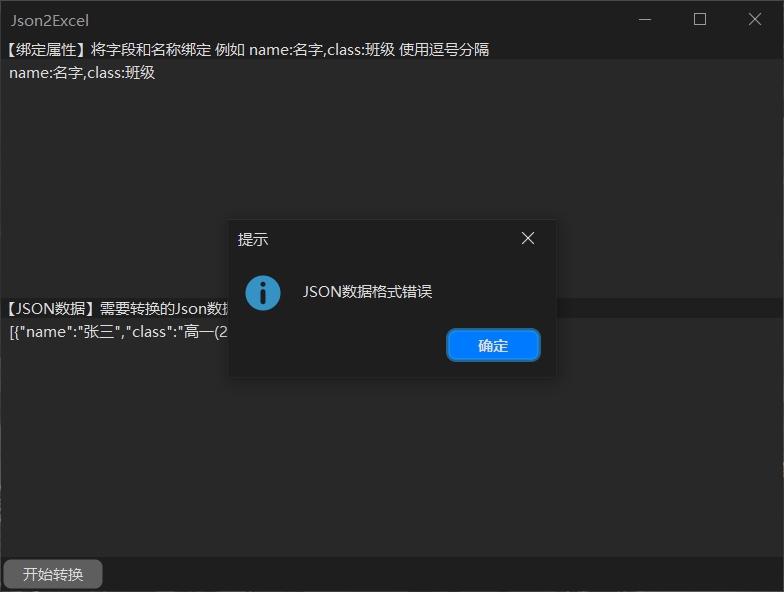 Json2Excel
【绑定属性】将字段和名称绑定 例如 name:名字,class:班级 使用逗号分隔
name:名字,class:班级
提示
JSON数据格式错误
确定
【JSON数据】需要转换的Json数据
[{"name":"张三","class":"高一(2
开始转换